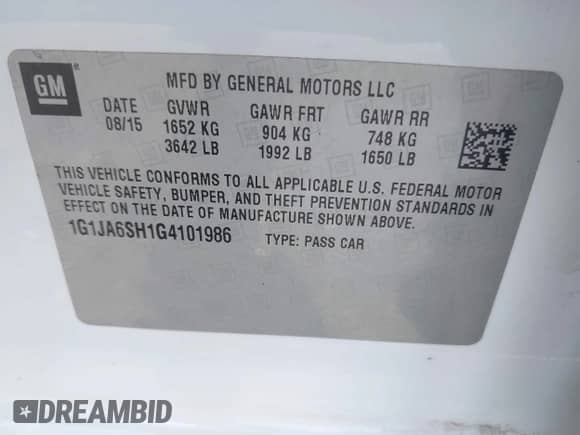 GM
MFD BY GENERAL MOTORS LLC
DATE GVWR GAWR FRT GAWR RR
08/15 1652 KG 904 KG 748 KG
3642 LB 1992 LB 1650 LB
THIS VEHICLE CONFORMS TO ALL APPLICABLE U.S. FEDERAL MOTOR
VEHICLE SAFETY, BUMPER, AND THEFT PREVENTION STANDARDS IN
EFFECT ON THE DATE OF MANUFACTURE SHOWN ABOVE.
1G1JA6SH1G4101986 TYPE: PASS CAR
DREAMBID